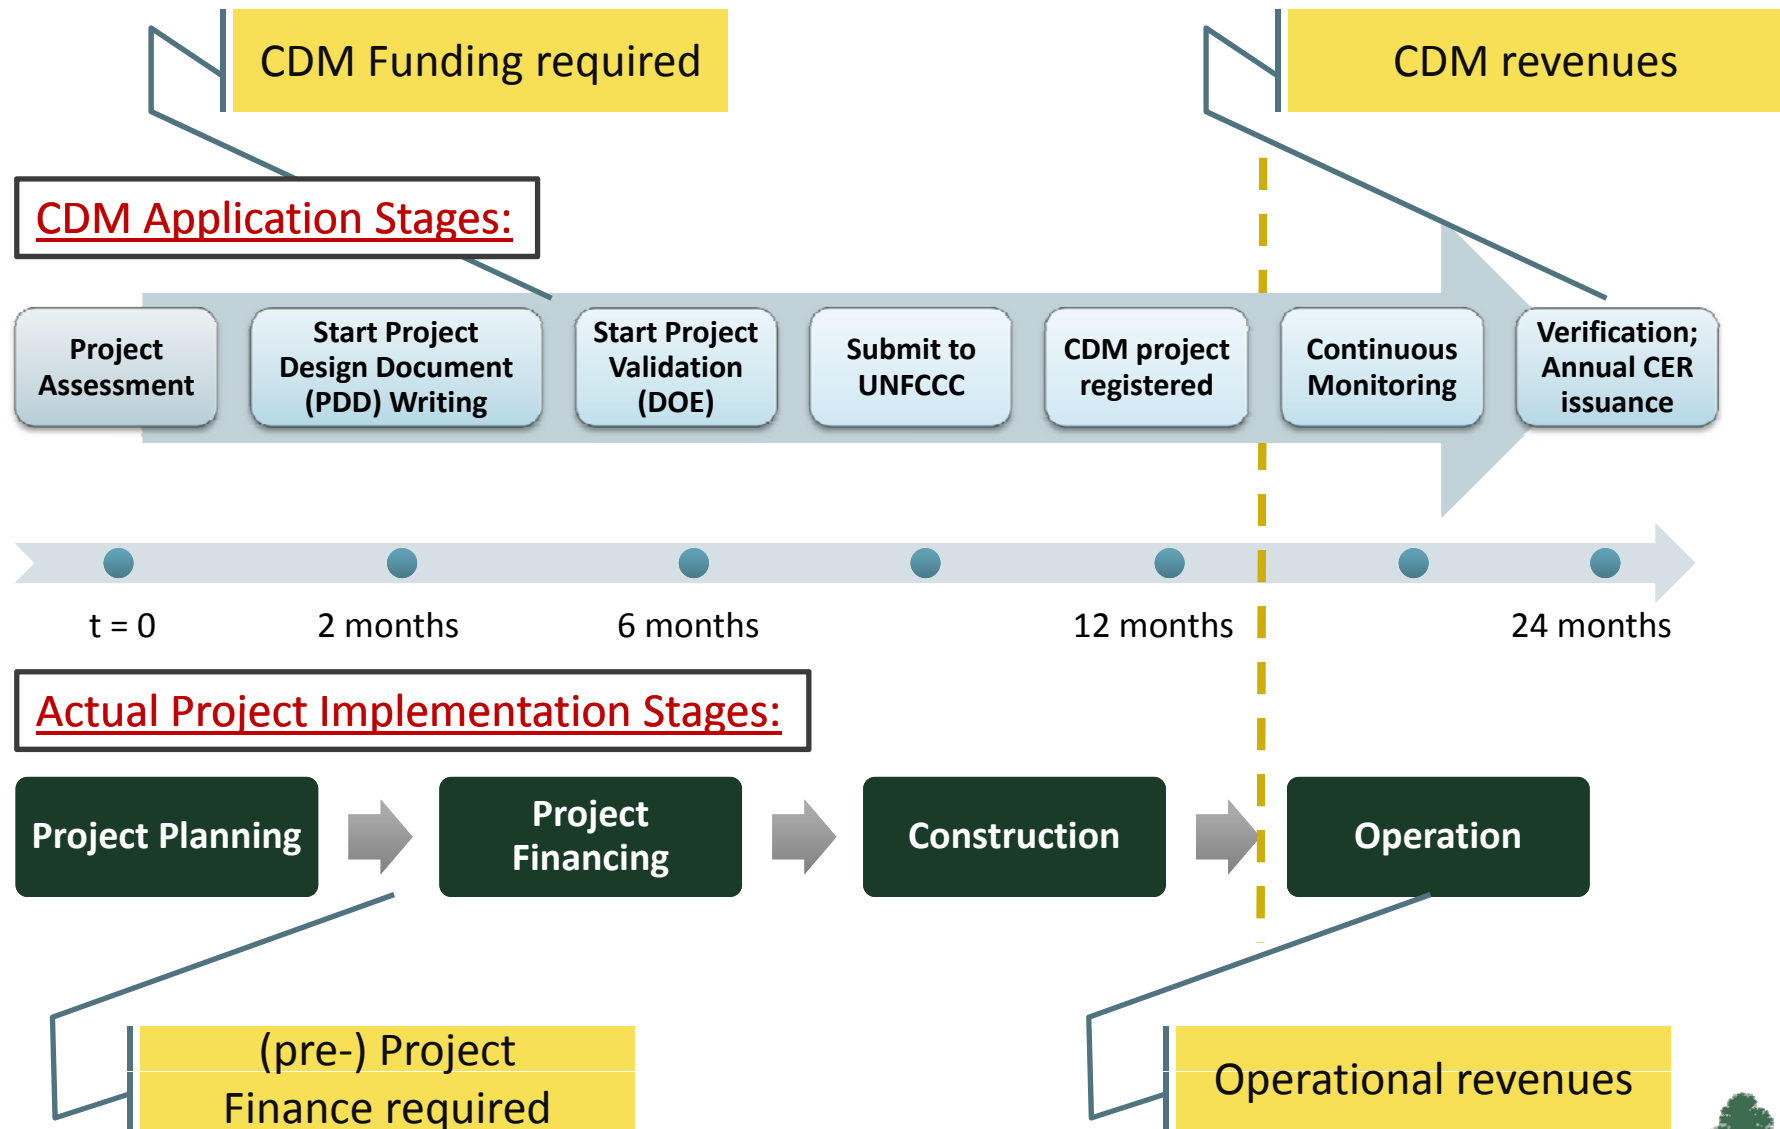 CDM Funding required
CDM revenues
CDM Application Stages:
Project
Assessment
Start Project
Design Document
(PDD) Writing
Start Project
Validation
(DOE)
Submit to
UNFCCC
CDM project
registered
Continuous
Monitoring
Verification;
Annual CER
issuance
t = 0
2 months
6 months
12 months
24 months
Actual Project Implementation Stages:
Project Planning
Project
Financing
Construction
Operation
(pre-) Project
Finance required
Operational revenues